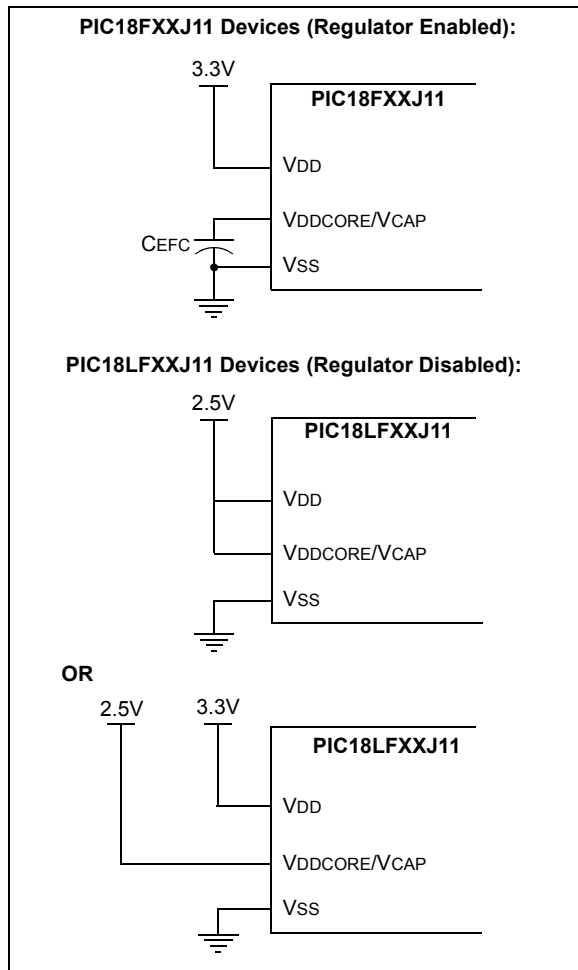 PIC18FXXJ11 Devices (Regulator Enabled):
3.3V
PIC18FXXJ11
VDD
VDDCORE/VCAP
CEFC
VSS
PIC18LFXXJ11 Devices (Regulator Disabled):
2.5V
PIC18LFXXJ11
VDD
VDDCORE/VCAP
VSS
OR
2.5V 3.3V
PIC18LFXXJ11
VDD
VDDCORE/VCAP
VSS